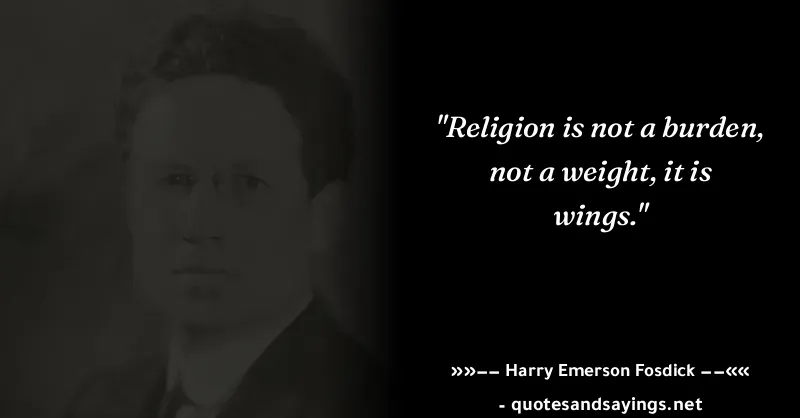 "Religion is not a burden,
not a weight, it is
wings."
»»−− Harry Emerson Fosdick −−««
- quotesandsayings.net